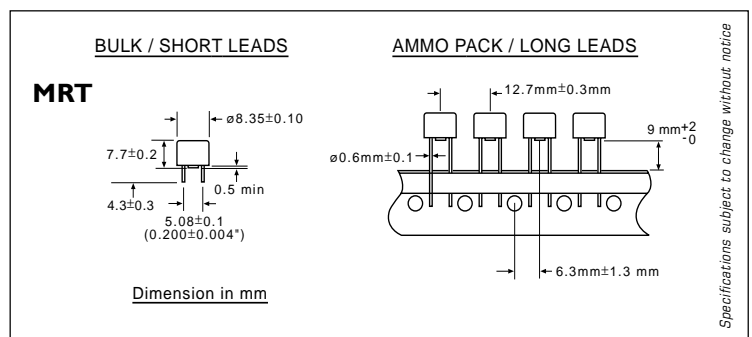 BULK / SHORT LEADS
AMMO PACK / LONG LEADS
MRT
ø8.35±0.10
7.7±0.2
0.5 min
4.3±0.3
5.08±0.1
(0.200±0.004")
Dimension in mm
12.7mm±0.3mm
9 mm+2
-0
ø0.6mm±0.1
6.3mm±1.3 mm
Specifications subject to change without notice